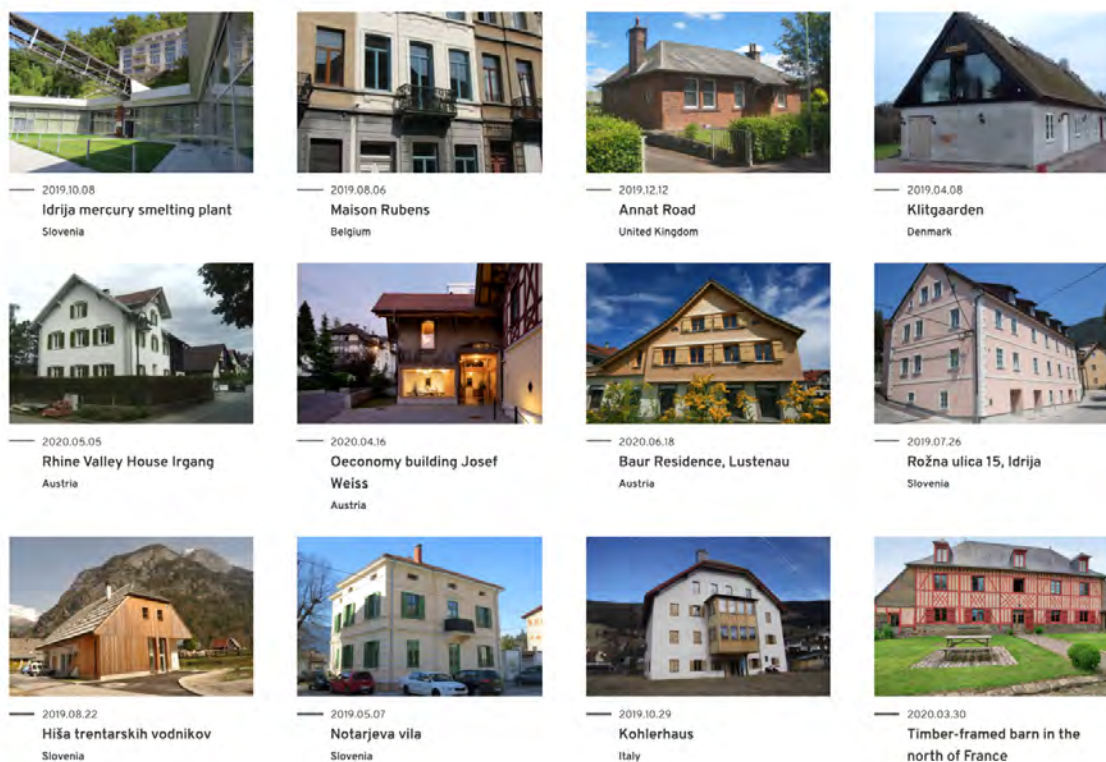 2019.10.08
Idrija mercury smelting plant
Slovenia
2019.08.06
Maison Rubens
Belgium
2019.12.12
Annat Road
United Kingdom
2019.04.08
Klitgaarden
Denmark
2020.05.05
Rhine Valley House Irgang
Austria
2020.04.16
Oeconomy building Josef
Weiss
Austria
2020.06.18
Baur Residence, Lustenau
Austria
2019.07.26
Rožna ulica 15, Idrija
Slovenia
2019.08.22
Hiša trentarskih vodnikov
Slovenia
2019.05.07
Notarjeva vila
Slovenia
2019.10.29
Kohlerhaus
Italy
2020.03.30
Timber-framed barn in the
north of France